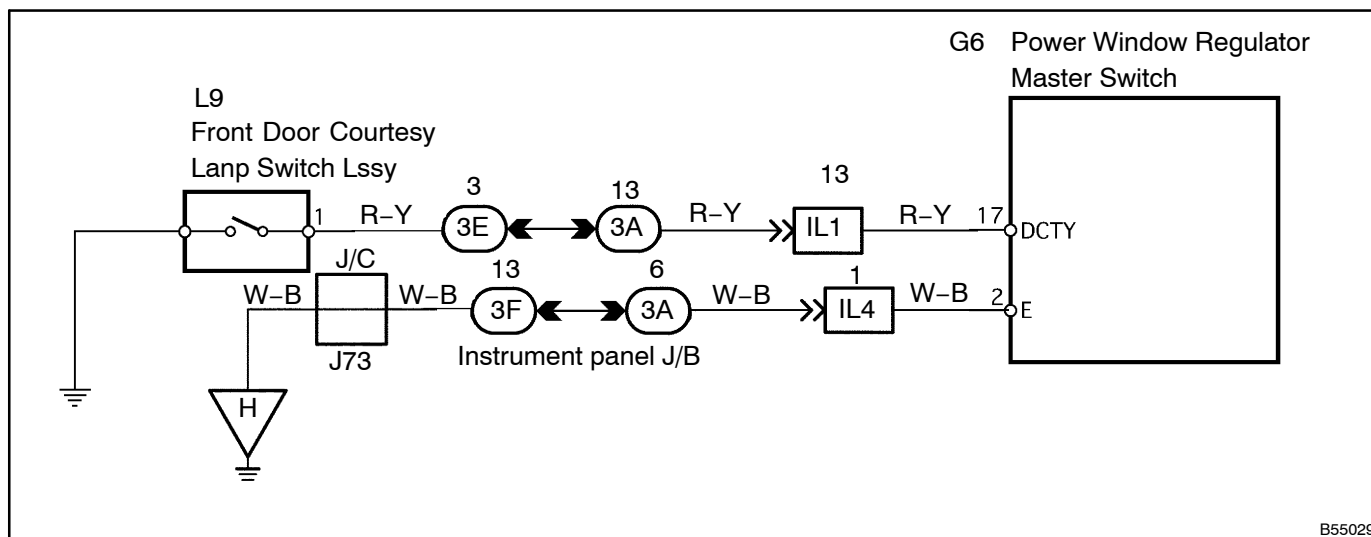 G6 Power Window Regulator
Master Switch
L9
Front Door Courtesy
Lanp Switch Lssy
3
13
13
1
R–Y
3E
3A
R–Y
IL1
R–Y
17
DCTY
J/C
13
6
1
W–B
W–B
3F
3A
W–B
IL4
W–B
2
E
J73
Instrument panel J/B
H
B55029